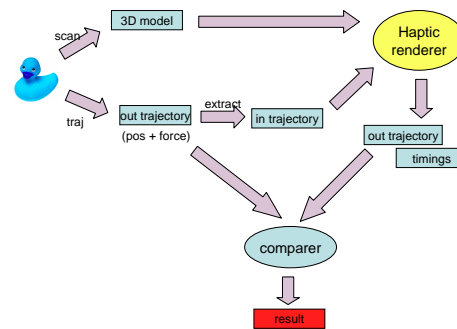 3D model
scan
Haptic
renderer
extract
out trajectory
in trajectory
traj
(pos + force)
out trajectory
timings
comparer
result